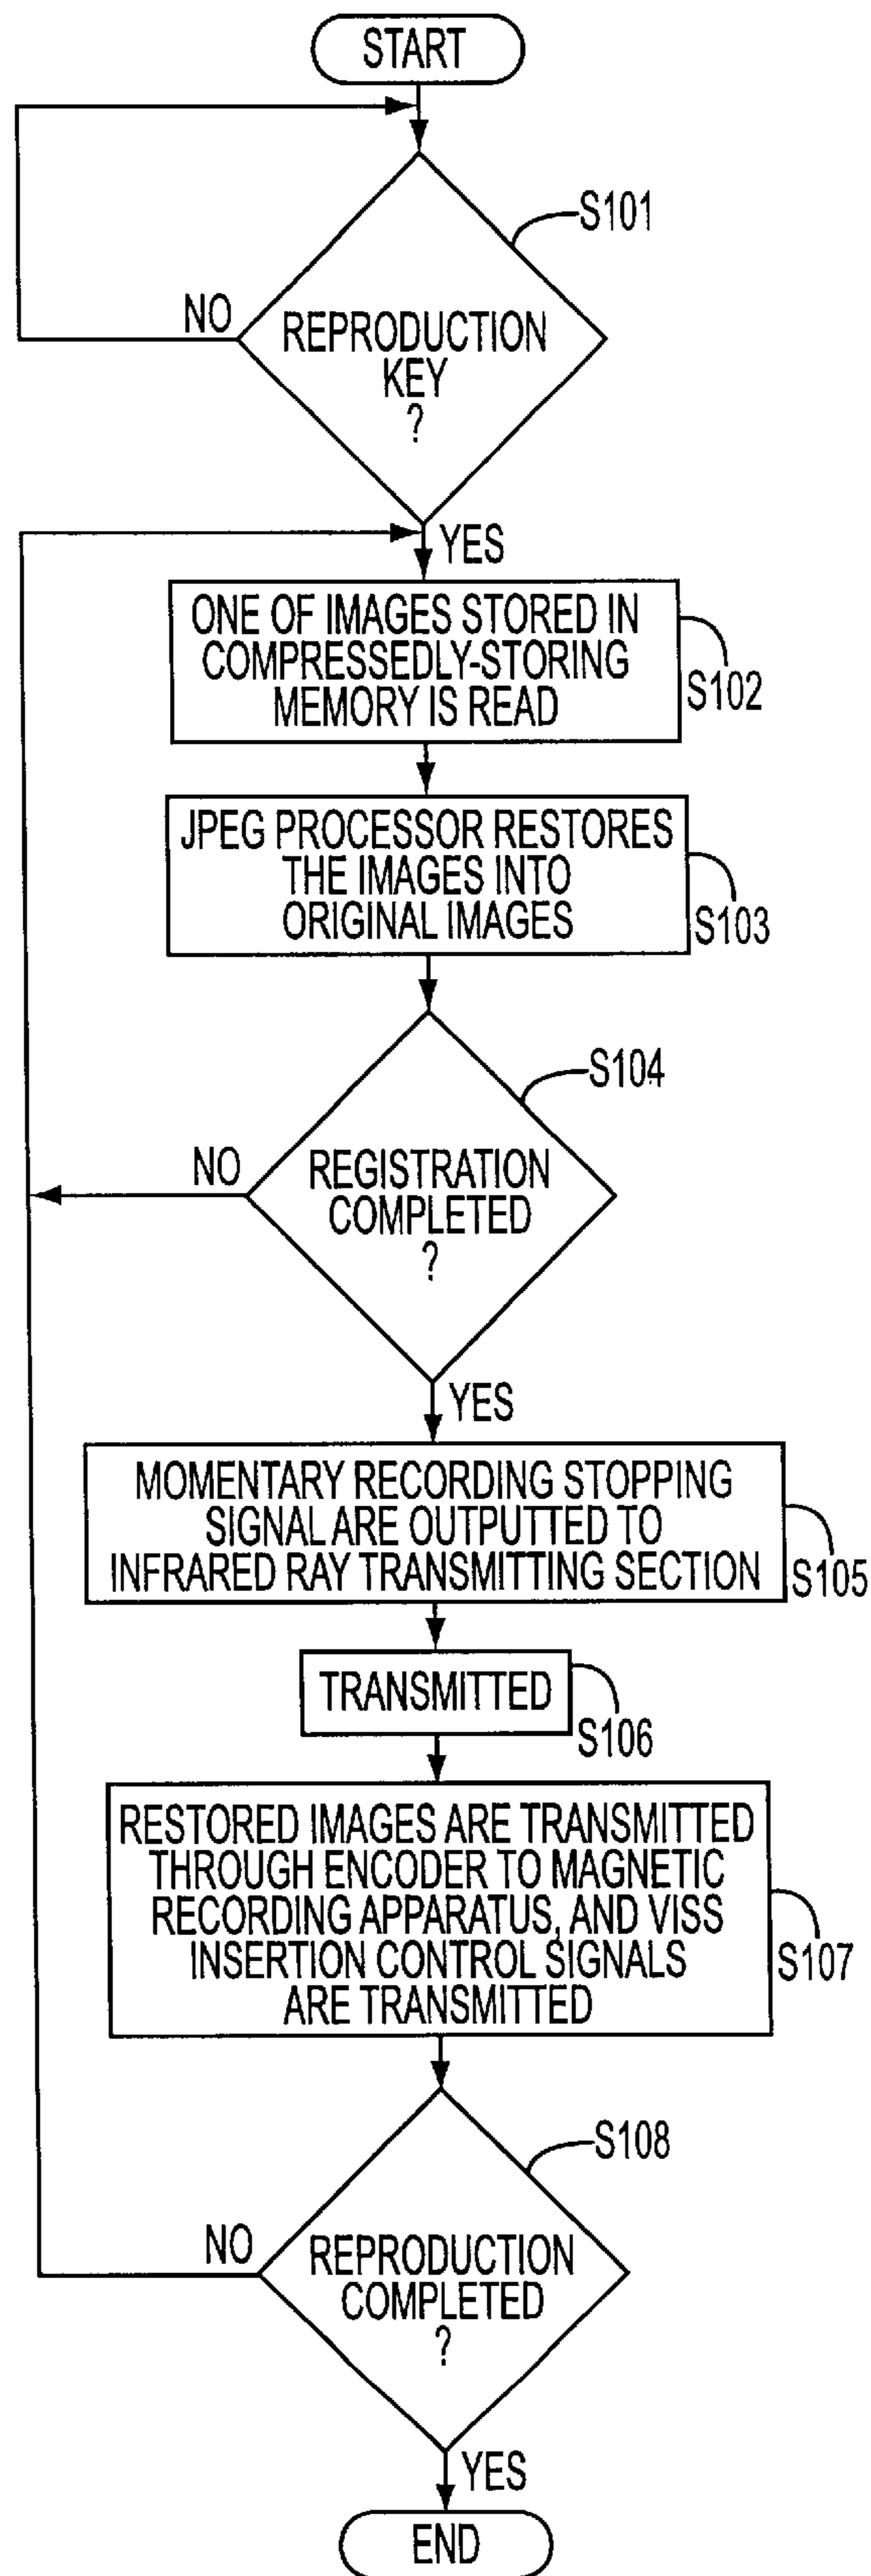 START
S101
NO
REPRODUCTION
KEY
?
YES
ONE OF IMAGES STORED IN
COMPRESSEDLY-STORING
MEMORY IS READ
S102
JPEG PROCESSOR RESTORES
THE IMAGES INTO
ORIGINAL IMAGES
S103
S104
NO
REGISTRATION
COMPLETED
?
YES
MOMENTARY RECORDING STOPPING
SIGNAL ARE OUTPUTTED TO
INFRARED RAY TRANSMITTING SECTION
S105
TRANSMITTED
S106
RESTORED IMAGES ARE TRANSMITTED
THROUGH ENCODER TO MAGNETIC
RECORDING APPARATUS, AND VISS
INSERTION CONTROL SIGNALS
ARE TRANSMITTED
S107
S108
NO
REPRODUCTION
COMPLETED
?
YES
END